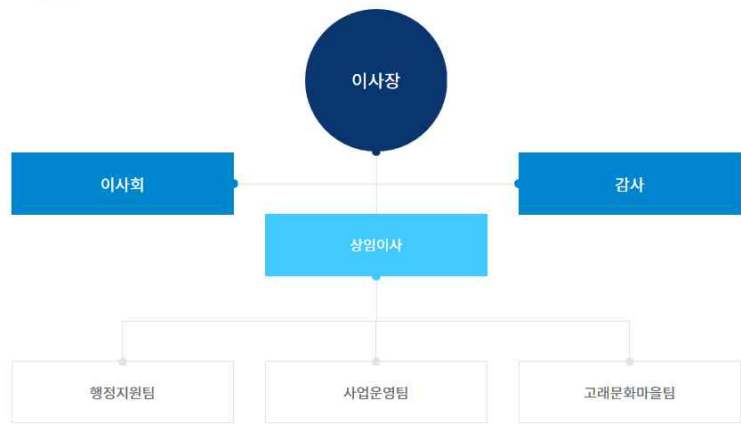 이사장
이사회
감사
상임이사
행정지원팀
사업운영팀
고래문화마을팀